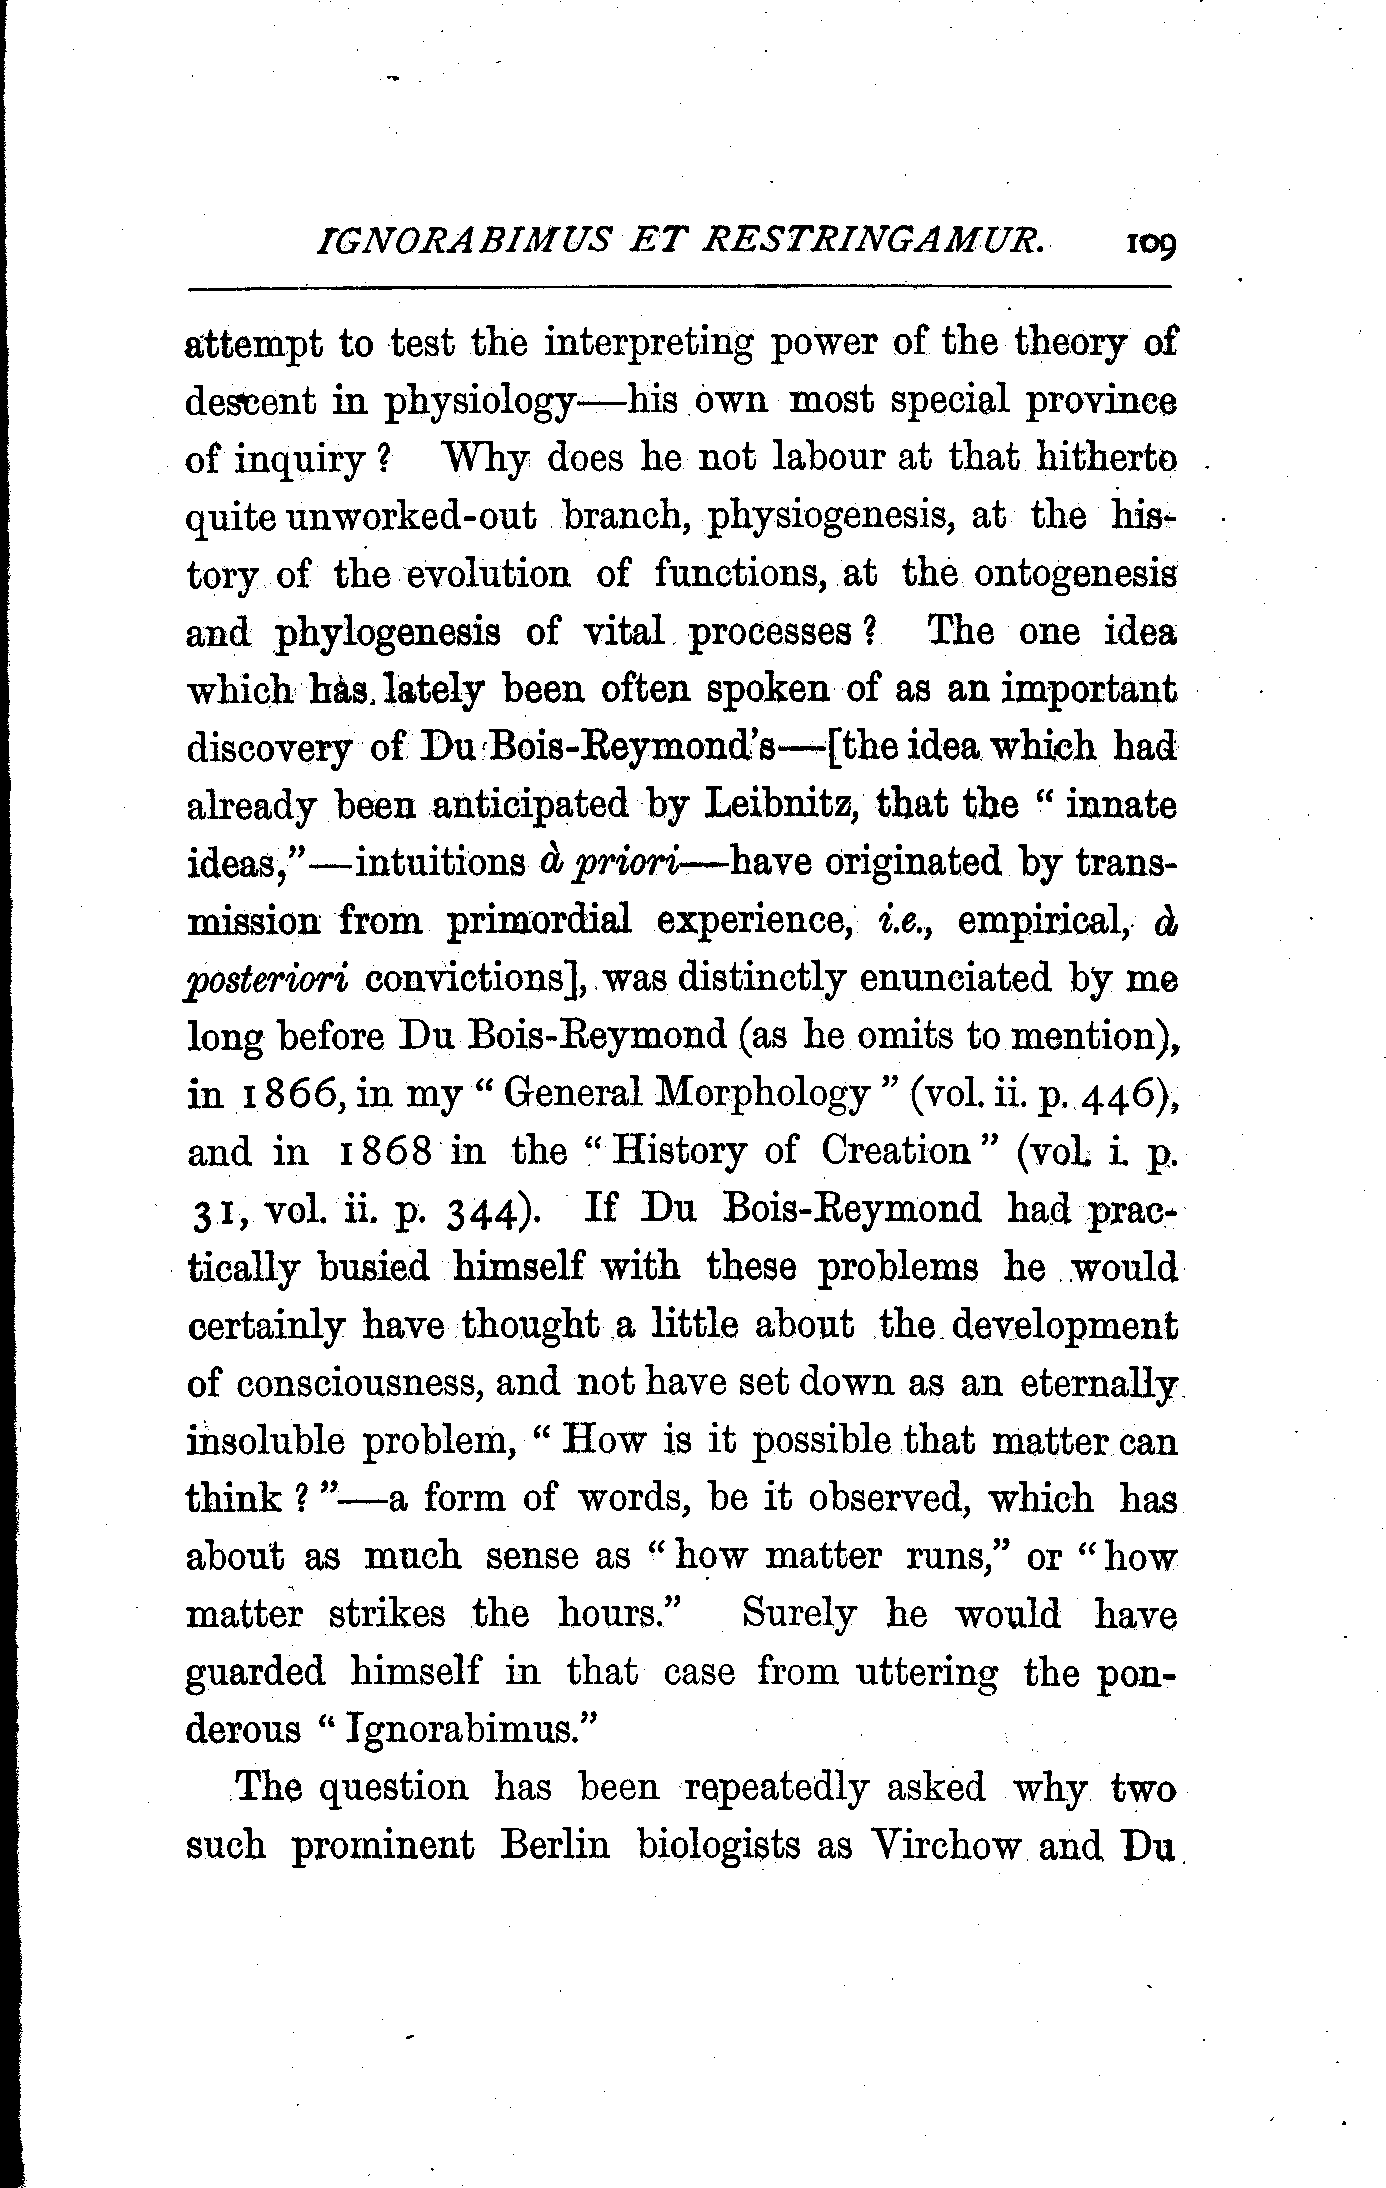 IGNORABIMUS ET RESTRINGAMUR. 109
attempt to test the interpreting power of the theory of
descent in physiology—his own most special province
of inquiry? Why does he not labour at that hitherto
quite unworked-out branch, physiogenesis, at the his-
tory of the evolution of functions, at the ontogenesis
and phylogenesis of vital processes? The one idea
which has lately been often spoken of as an important
discovery of Du Bois-Reymond's—[the idea which had
already been anticipated by Leibnitz, that the "innate
ideas,"—intuitions à priori—have originated by trans-
mission from primordial experience, i.e., empirical, à
posteriori convictions], was distinctly enunciated by me
long before Du Bois-Reymond (as he omits to mention),
in 1866, in my "General Morphology" (vol. ii. p. 446),
and in 1868 in the "History of Creation" (vol. i. p.
31, vol. ii. p. 344). If Du Bois-Reymond had prac-
tically busied himself with these problems he would
certainly have thought a little about the development
of consciousness, and not have set down as an eternally
insoluble problem, "How is it possible that matter can
think?"—a form of words, be it observed, which has
about as much sense as "how matter runs," or "how
matter strikes the hours." Surely he would have
guarded himself in that case from uttering the pon-
derous "Ignorabimus."
The question has been repeatedly asked why two
such prominent Berlin biologists as Virchow and Du